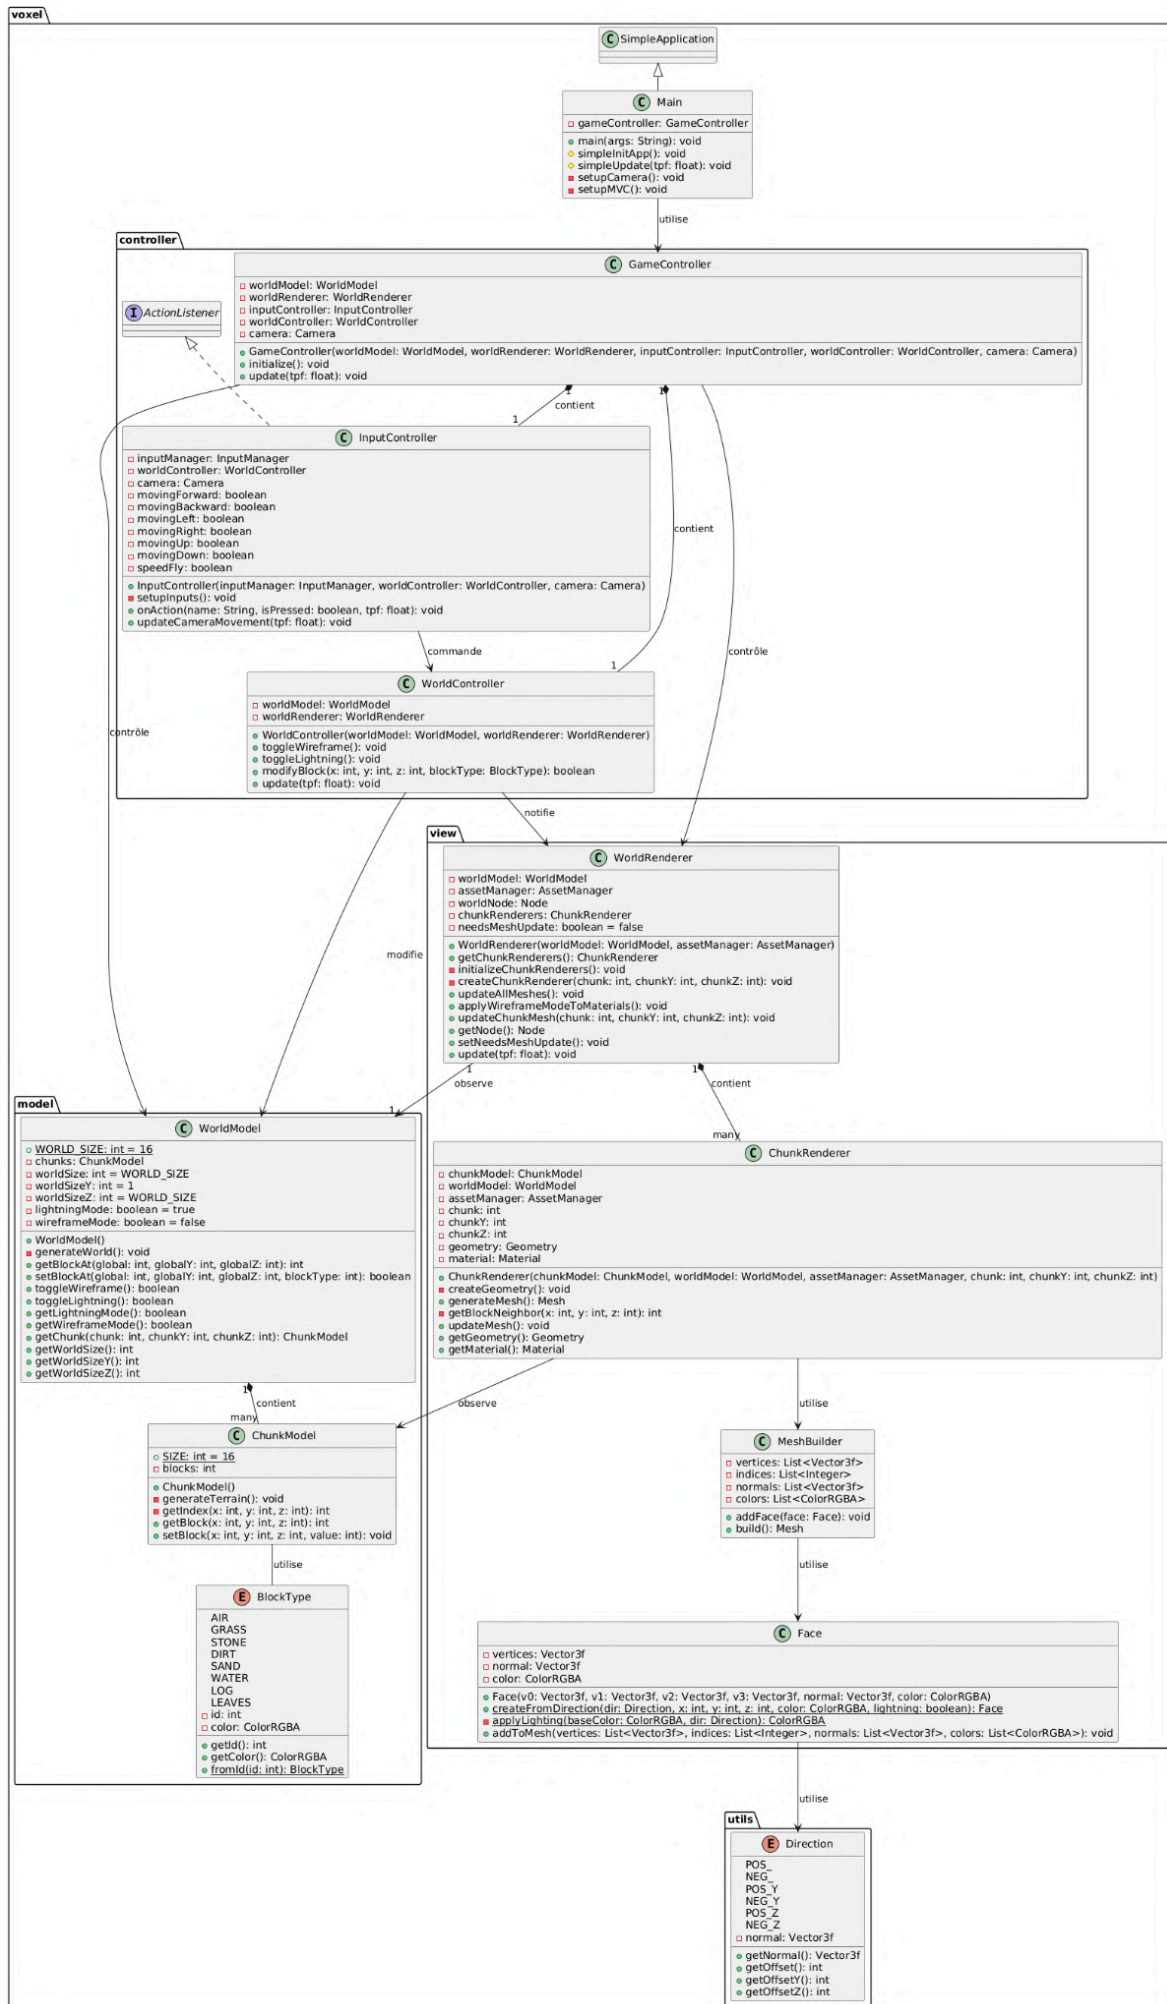 voxel
C SimpleApplication
C Main
gameController: GameController
main(args: String): void
simpleInitApp(): void
simpleUpdate(tpf: float): void
setupCamera(): void
setupMVC(): void
utilise
controller
C GameController
worldModel: WorldModel
worldRenderer: WorldRenderer
inputController: InputController
worldController: WorldController
camera: Camera
GameController(worldModel: WorldModel, worldRenderer: WorldRenderer, inputController: InputController, worldController: WorldController, camera: Camera)
initialize(): void
update(tpf: float): void
I ActionListener
1
contient
1
1
C InputController
inputManager: InputManager
worldController: WorldController
camera: Camera
movingForward: boolean
movingBackward: boolean
movingLeft: boolean
movingRight: boolean
movingUp: boolean
movingDown: boolean
speedFly: boolean
InputController(inputManager: InputManager, worldController: WorldController, camera: Camera)
setupInputs(): void
onAction(name: String, isPressed: boolean, tpf: float): void
updateCameraMovement(tpf: float): void
contient
commande
contrôle
1
C WorldController
worldModel: WorldModel
worldRenderer: WorldRenderer
WorldController(worldModel: WorldModel, worldRenderer: WorldRenderer)
toggleWireframe(): void
toggleLightning(): void
modifyBlock(x: int, y: int, z: int, blockType: BlockType): boolean
update(tpf: float): void
contrôle
notifie
view
C WorldRenderer
worldModel: WorldModel
assetManager: AssetManager
worldNode: Node
chunkRenderers: ChunkRenderer
needsMeshUpdate: boolean = false
WorldRenderer(worldModel: WorldModel, assetManager: AssetManager)
getChunkRenderers(): ChunkRenderer
initializeChunkRenderers(): void
createChunkRenderer(chunk: int, chunkY: int, chunkZ: int): void
updateAllMeshes(): void
applyWireframeModeToMaterials(): void
updateChunkMesh(chunk: int, chunkY: int, chunkZ: int): void
getNode(): Node
setNeedsMeshUpdate(): void
update(tpf: float): void
modifie
1
observe
1
1
contient
many
model
C WorldModel
WORLD_SIZE: int = 16
chunks: ChunkModel
worldSize: int = WORLD_SIZE
worldSizeY: int = 1
worldSizeZ: int = WORLD_SIZE
lightningMode: boolean = true
wireframeMode: boolean = false
WorldModel()
generateWorld(): void
getBlockAt(global: int, globalY: int, globalZ: int): int
setBlockAt(global: int, globalY: int, globalZ: int, blockType: int): boolean
toggleWireframe(): boolean
toggleLightning(): boolean
getLightningMode(): boolean
getWireframeMode(): boolean
getChunk(chunk: int, chunkY: int, chunkZ: int): ChunkModel
getWorldSize(): int
getWorldSizeY(): int
getWorldSizeZ(): int
C ChunkRenderer
chunkModel: ChunkModel
worldModel: WorldModel
assetManager: AssetManager
chunk: int
chunkY: int
chunkZ: int
geometry: Geometry
material: Material
ChunkRenderer(chunkModel: ChunkModel, worldModel: WorldModel, assetManager: AssetManager, chunk: int, chunkY: int, chunkZ: int)
createGeometry(): void
generateMesh(): Mesh
getBlockNeighbor(x: int, y: int, z: int): int
updateMesh(): void
getGeometry(): Geometry
getMaterial(): Material
1
contient
many
observe
utilise
C ChunkModel
SIZE: int = 16
blocks: int
ChunkModel()
generateTerrain(): void
getIndex(x: int, y: int, z: int): int
getBlock(x: int, y: int, z: int): int
setBlock(x: int, y: int, z: int, value: int): void
C MeshBuilder
vertices: List<Vector3f>
indices: List<Integer>
normals: List<Vector3f>
colors: List<ColorRGBA>
addFace(face: Face): void
build(): Mesh
utilise
utilise
E BlockType
AIR
GRASS
STONE
DIRT
SAND
WATER
LOG
LEAVES
id: int
color: ColorRGBA
getId(): int
getColor(): ColorRGBA
fromId(id: int): BlockType
C Face
vertices: Vector3f
normal: Vector3f
color: ColorRGBA
Face(v0: Vector3f, v1: Vector3f, v2: Vector3f, v3: Vector3f, normal: Vector3f, color: ColorRGBA)
createFromDirection(dir: Direction, x: int, y: int, z: int, color: ColorRGBA, lightning: boolean): Face
applyLighting(baseColor: ColorRGBA, dir: Direction): ColorRGBA
addToMesh(vertices: List<Vector3f>, indices: List<Integer>, normals: List<Vector3f>, colors: List<ColorRGBA>): void
utilise
utils
E Direction
POS_
NEG_
POS_Y
NEG_Y
POS_Z
NEG_Z
normal: Vector3f
getNormal(): Vector3f
getOffset(): int
getOffsetY(): int
getOffsetZ(): int